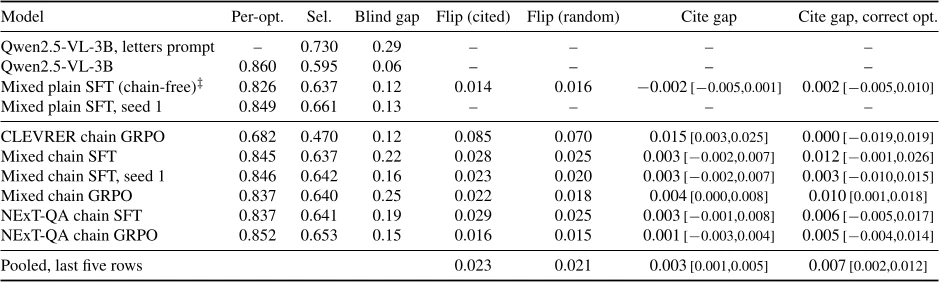 Model Per-opt. Sel. Blind gap Flip (cited) Flip (random) Cite gap Cite gap, correct opt.
Qwen2.5-VL-3B, letters prompt – 0.730 0.29 – – – –
Qwen2.5-VL-3B 0.860 0.595 0.06 – – – –
Mixed plain SFT (chain-free)‡ 0.826 0.637 0.12 0.014 0.016 −0.002 [−0.005,0.001] 0.002 [−0.005,0.010]
Mixed plain SFT, seed 1 0.849 0.661 0.13 – – – –
CLEVRER chain GRPO 0.682 0.470 0.12 0.085 0.070 0.015 [0.003,0.025] 0.000 [−0.019,0.019]
Mixed chain SFT 0.845 0.637 0.22 0.028 0.025 0.003 [−0.002,0.007] 0.012 [−0.001,0.026]
Mixed chain SFT, seed 1 0.846 0.642 0.16 0.023 0.020 0.003 [−0.002,0.007] 0.003 [−0.010,0.015]
Mixed chain GRPO 0.837 0.640 0.25 0.022 0.018 0.004 [0.000,0.008] 0.010 [0.001,0.018]
NExT-QA chain SFT 0.837 0.641 0.19 0.029 0.025 0.003 [−0.001,0.008] 0.006 [−0.005,0.017]
NExT-QA chain GRPO 0.852 0.653 0.15 0.016 0.015 0.001 [−0.003,0.004] 0.005 [−0.004,0.014]
Pooled, last five rows 0.023 0.021 0.003 [0.001,0.005] 0.007 [0.002,0.012]